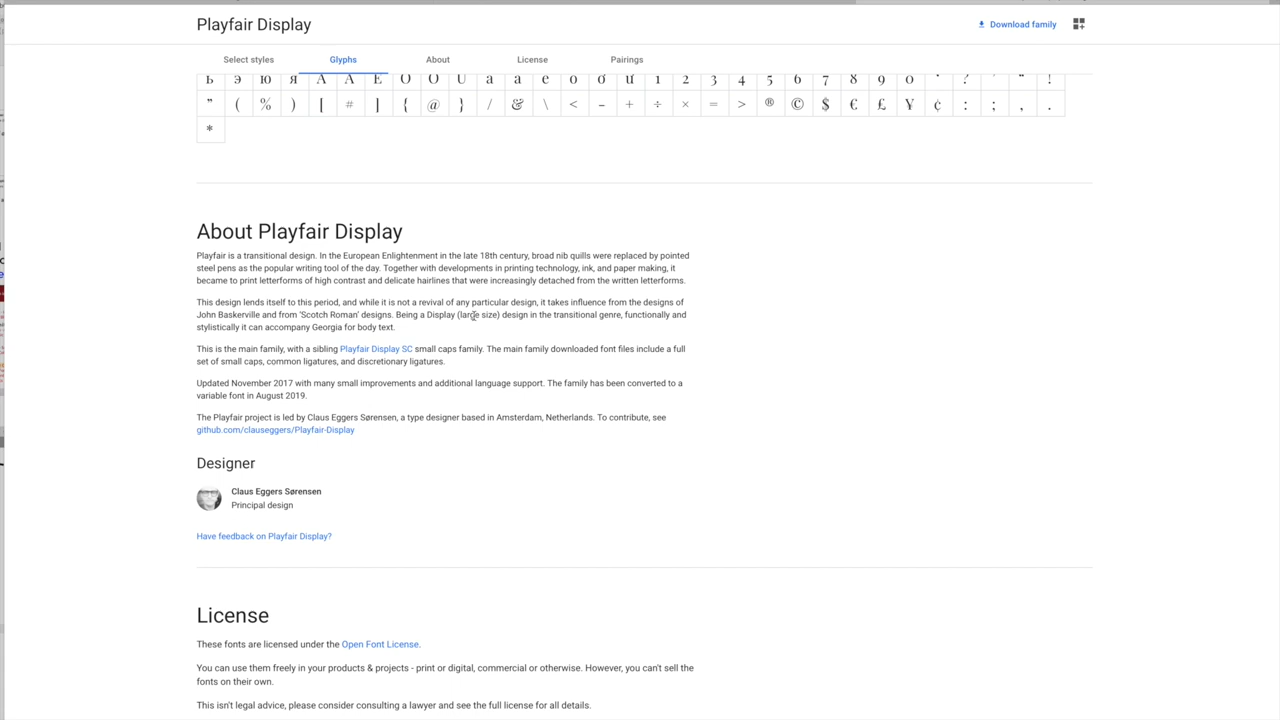 Playfair Display
Download family
Select styles Glyphs About License Pairings
ь э ю я 1 2 3 4 5 6 7 8 9 0
” ( % ) [ # ] { @ } / & \ < – + ÷ × = > ® © $ € £ ¥ ¢ : ; , .
*
About Playfair Display
Playfair is a transitional design. In the European Enlightenment in the late 18th century, broad nib quills were replaced by pointed
steel pens as the popular writing tool of the day. Together with developments in printing technology, ink, and paper making, it
became to print letterforms of high contrast and delicate hairlines that were increasingly detached from the written letterforms.
This design lends itself to this period, and while it is not a revival of any particular design, it takes influence from the designs of
John Baskerville and from ‘Scotch Roman’ designs. Being a Display (large size) design in the transitional genre, functionally and
stylistically it can accompany Georgia for body text.
This is the main family, with a sibling Playfair Display SC small caps family. The main family downloaded font files include a full
set of small caps, common ligatures, and discretionary ligatures.
Updated November 2017 with many small improvements and additional language support. The family has been converted to a
variable font in August 2019.
The Playfair project is led by Claus Eggers Sørensen, a type designer based in Amsterdam, Netherlands. To contribute, see
github.com/clauseggers/Playfair-Display
Designer
Claus Eggers Sørensen
Principal design
Have feedback on Playfair Display?
License
These fonts are licensed under the Open Font License.
You can use them freely in your products & projects - print or digital, commercial or otherwise. However, you can't sell the
fonts on their own.
This isn't legal advice, please consider consulting a lawyer and see the full license for all details.